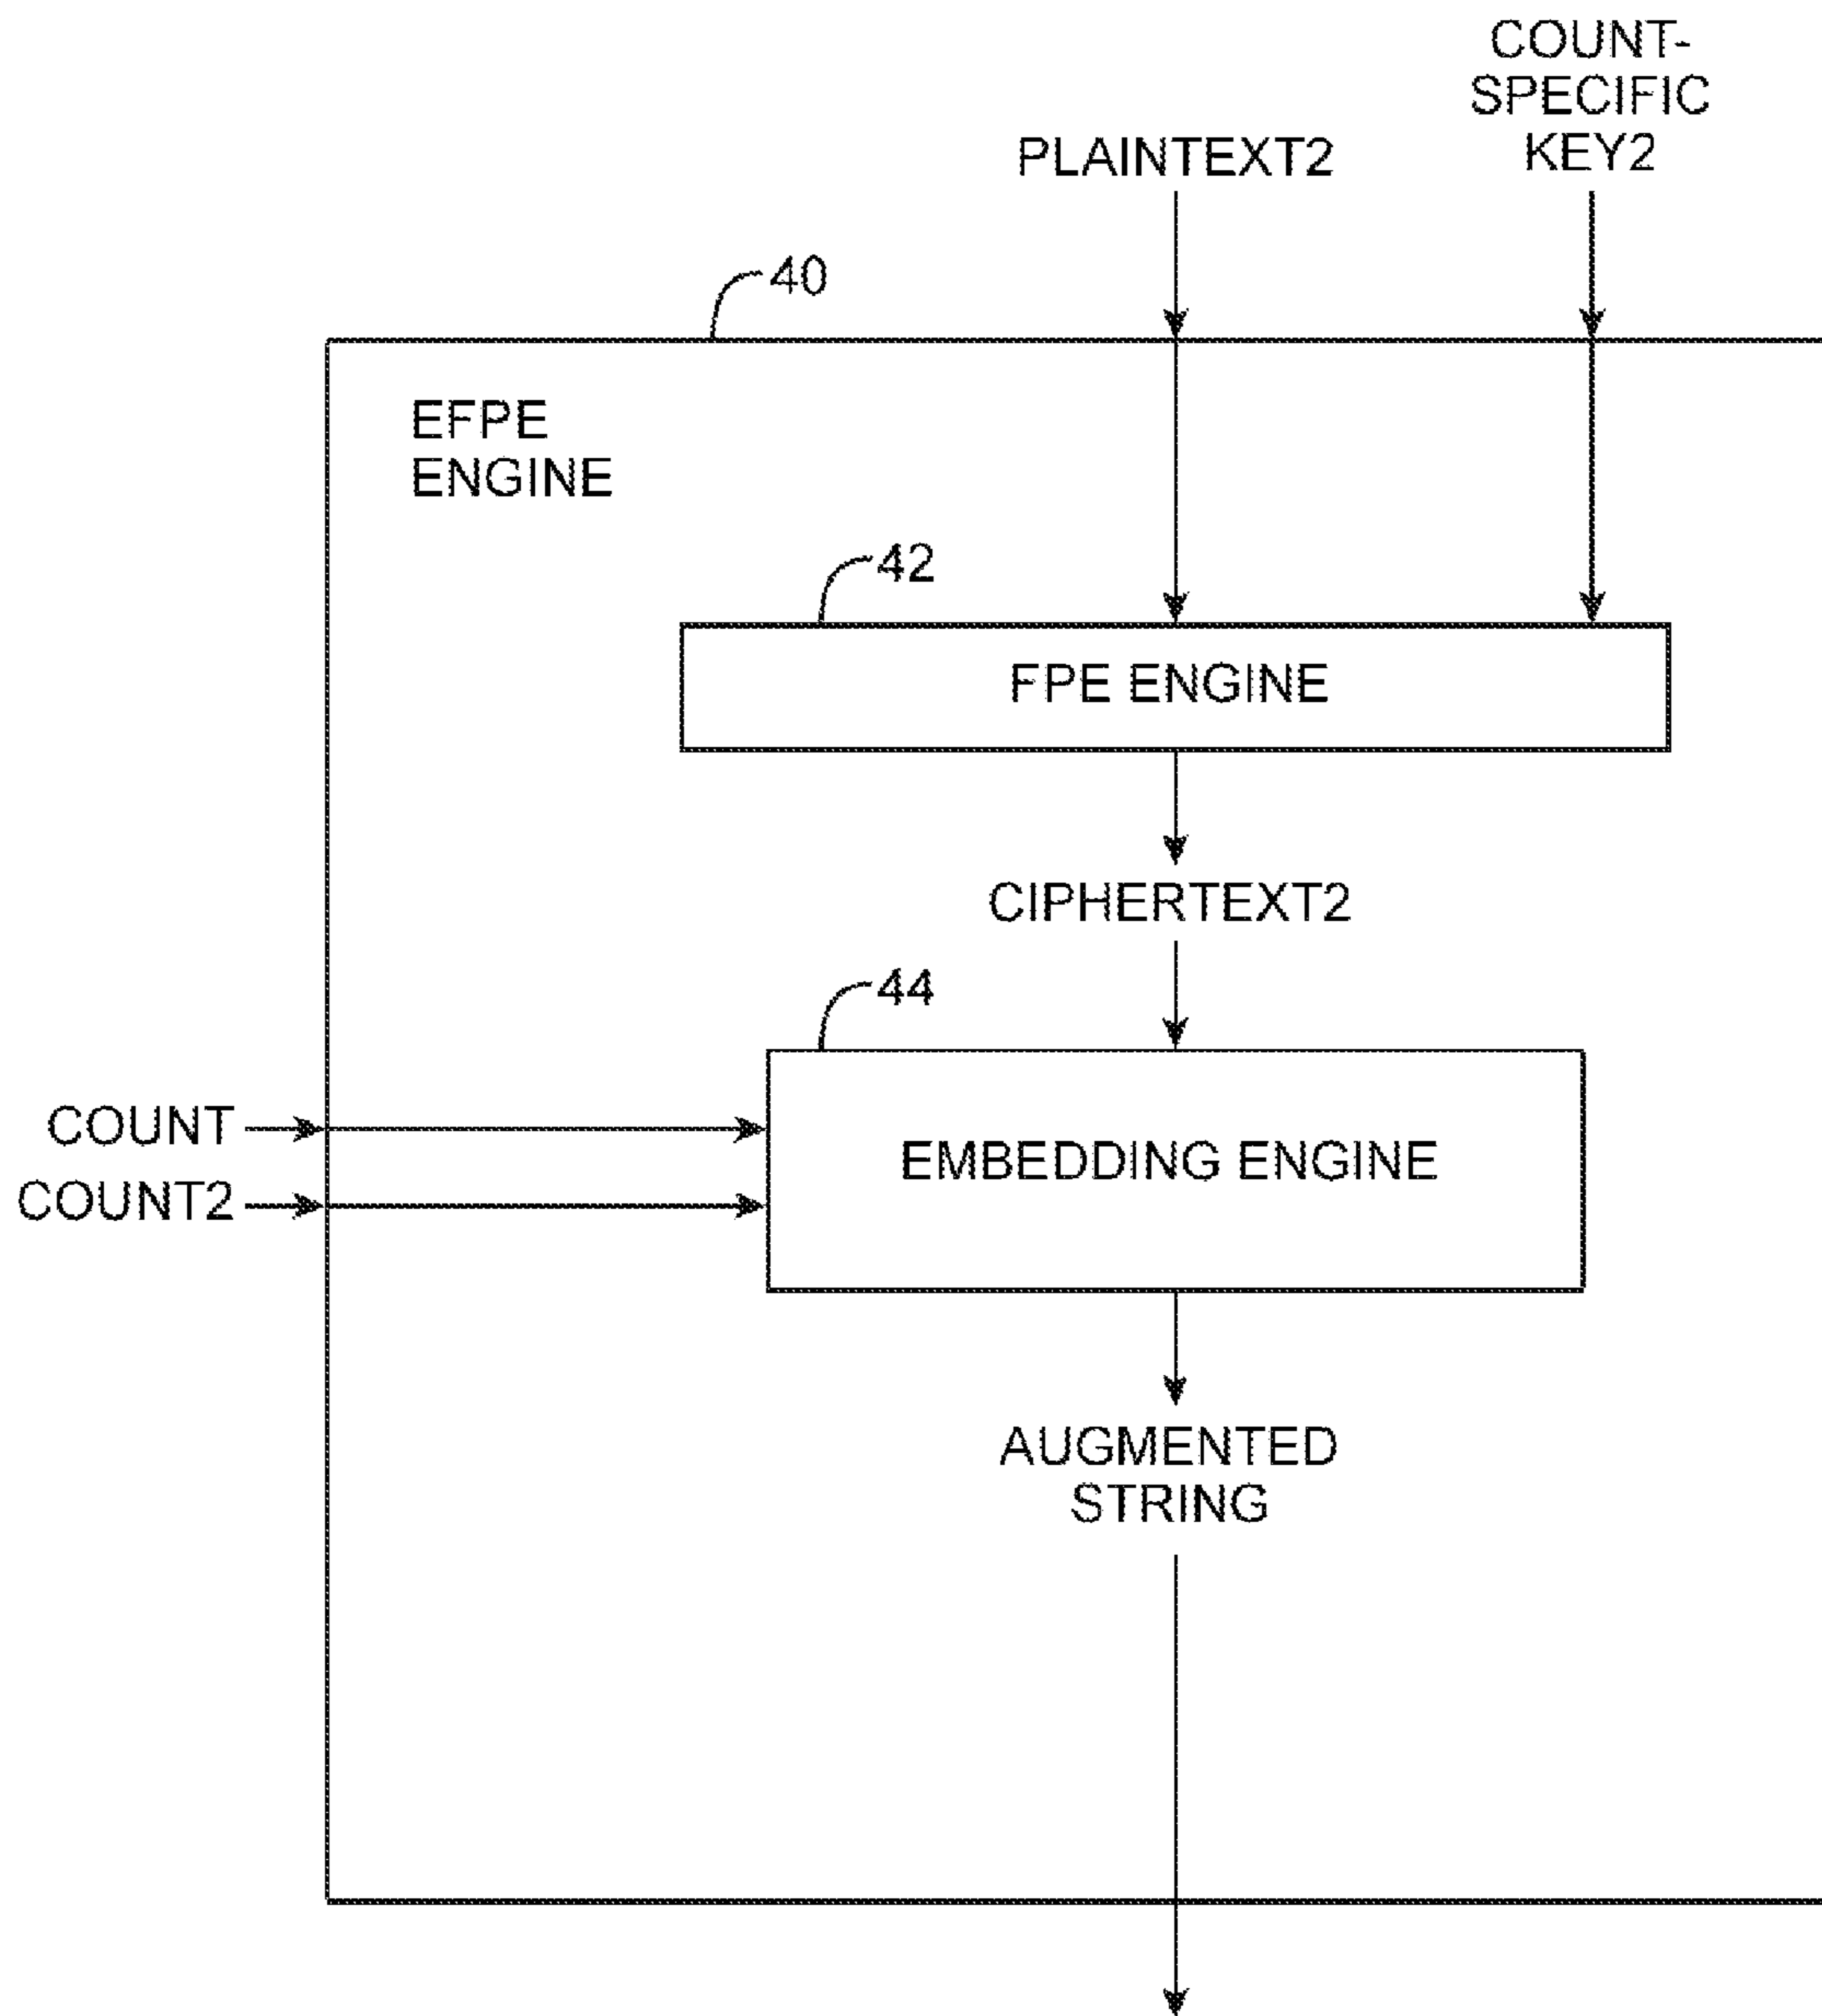 COUNT-
SPECIFIC
KEY2
PLAINTEXT2
40
EFPE
ENGINE
42
FPE ENGINE
CIPHERTEXT2
44
COUNT
COUNT2
EMBEDDING ENGINE
AUGMENTED
STRING